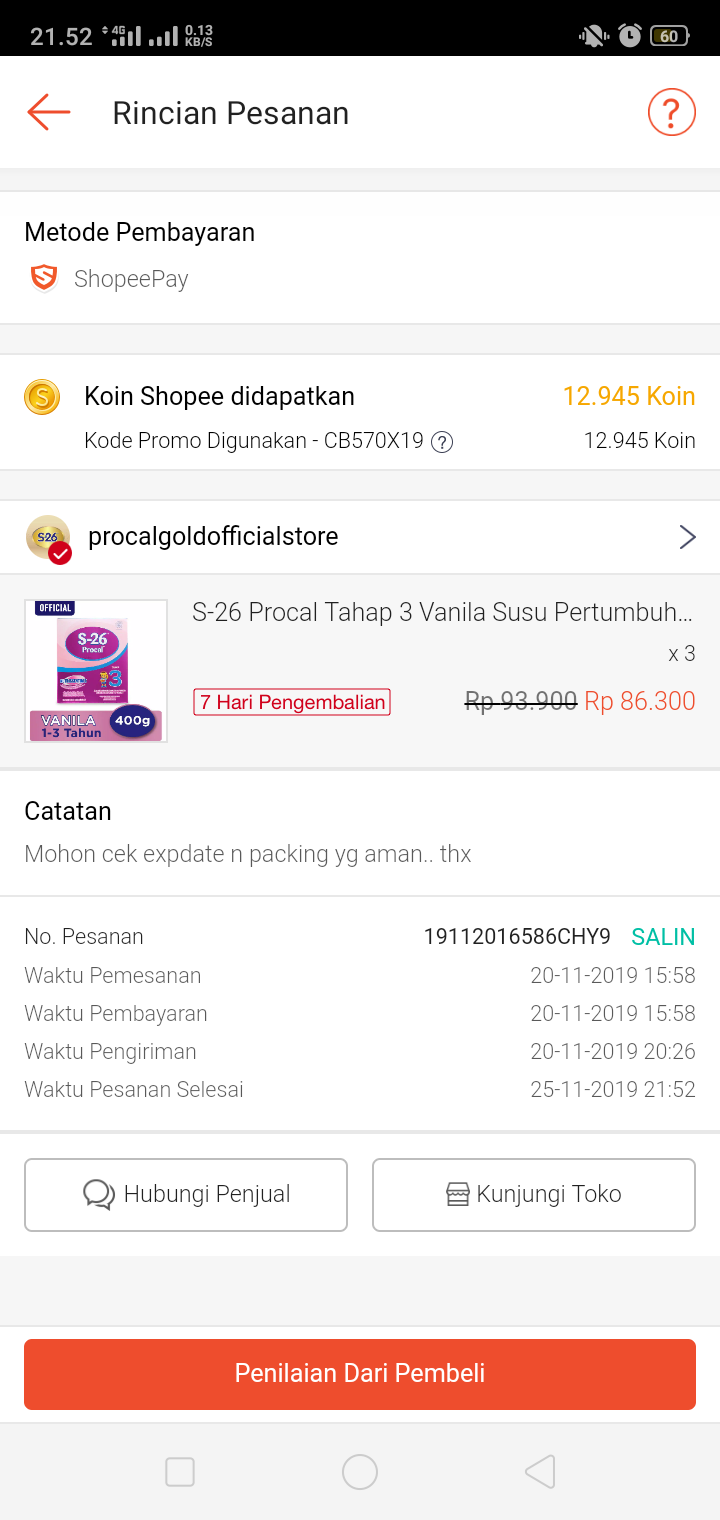 21.52 4G 0.13 KB/S 60
Rincian Pesanan ?
Metode Pembayaran
ShopeePay
Koin Shopee didapatkan 12.945 Koin
Kode Promo Digunakan - CB570X19 ? 12.945 Koin
S-26 procalgoldofficialstore
OFFICIAL
S-26
Procal
3
VANILA 400g
1-3 Tahun
S-26 Procal Tahap 3 Vanila Susu Pertumbuh...
x 3
7 Hari Pengembalian Rp 93.900 Rp 86.300
Catatan
Mohon cek expdate n packing yg aman.. thx
No. Pesanan 19112016586CHY9 SALIN
Waktu Pemesanan 20-11-2019 15:58
Waktu Pembayaran 20-11-2019 15:58
Waktu Pengiriman 20-11-2019 20:26
Waktu Pesanan Selesai 25-11-2019 21:52
Hubungi Penjual Kunjungi Toko
Penilaian Dari Pembeli